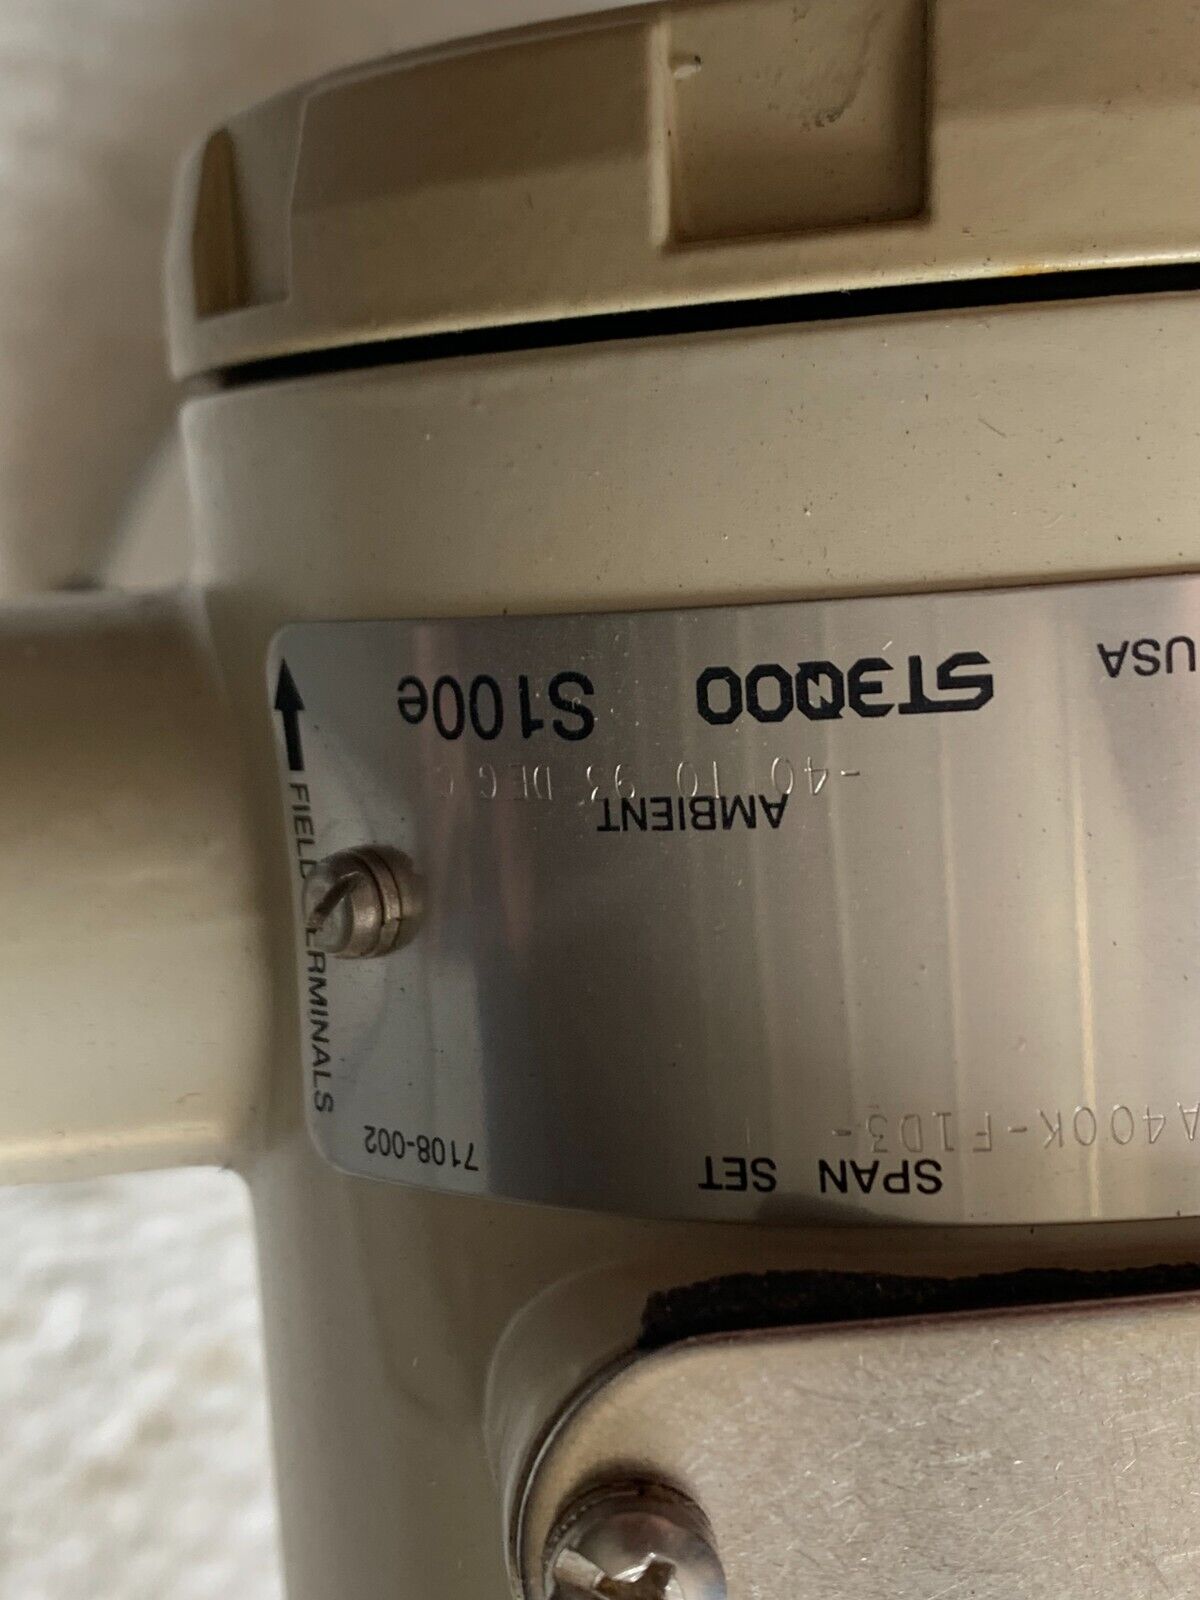 SPAN SET 7108-002
A400K-F1D3-
AMBIENT
-40 TO 93 DEG C
USA ST3000 S100e
FIELD TERMINALS